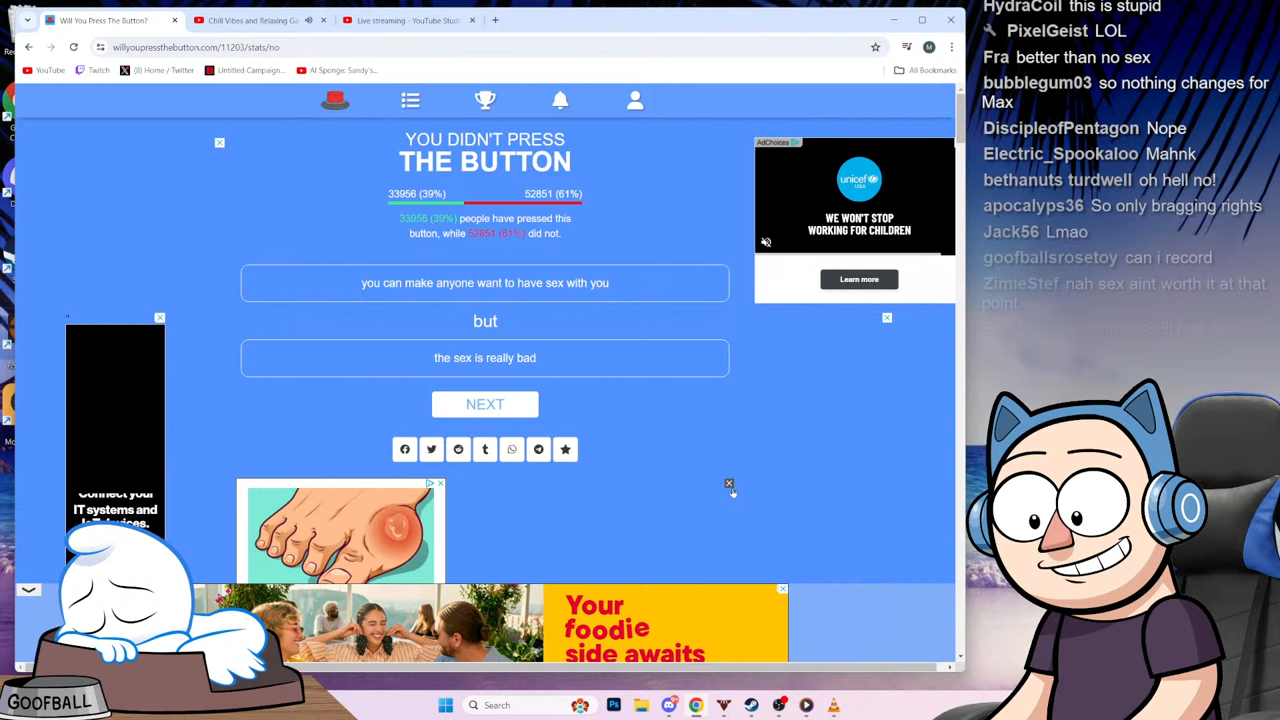 Will You Press The Button?
Chill Vibes and Relaxing Ga
Live streaming - YouTube Studi
willyoupressthebutton.com/11203/stats/no
YouTube
Twitch
(8) Home / Twitter
Untitled Campaign...
AI Sponge: Sandy's...
All Bookmarks
YOU DIDN'T PRESS
THE BUTTON
33956 (39%)
52851 (61%)
33956 (39%) people have pressed this
button, while 52851 (61%) did not.
you can make anyone want to have sex with you
but
the sex is really bad
NEXT
AdChoices
unicef
USA
WE WON'T STOP
WORKING FOR CHILDREN
Learn more
Connect your
IT systems and
Your
foodie
side awaits
GOOFBALL
Search
HydraCoil this is stupid
PixelGeist LOL
Fra better than no sex
bubblegum03 so nothing changes for
Max
DiscipleofPentagon Nope
Electric_Spookaloo Mahnk
bethanuts turdwell oh hell no!
apocalyps36 So only bragging rights
Jack56 Lmao
goofballsrosetoy can i record
ZimieStef nah sex aint worth it at that
point